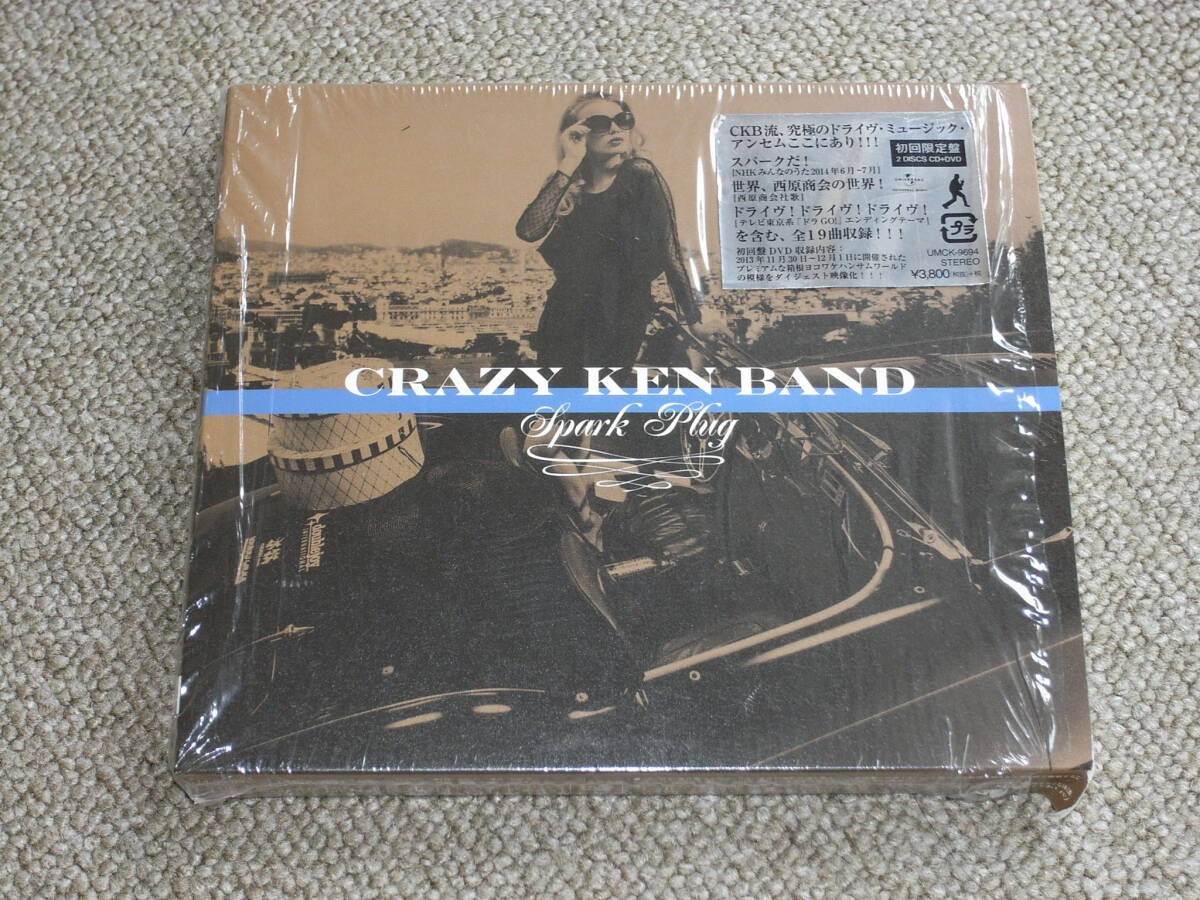 CKB流、究極のドライヴ・ミュージック・
アンセムここにあり!!!
スパークだ!
[NHKみんなのうた2014年6月-7月]
世界、西原商会の世界!
[西原商会社歌]
ドライヴ!ドライヴ!ドライヴ!
[テレビ東京系「ドラGO!」エンディングテーマ]
を含む、全19曲収録!!!
初回盤DVD収録内容:
2013年11月30日~12月1日に開催された
プレミアムな箱根ヨコワケハンサムワールド
の模様をダイジェスト映像化!!!
初回限定盤
2 DISCS CD+DVD
UNIVERSAL
プラ
UMCK-9694
STEREO
¥3,800
CRAZY KEN BAND
Spark Plug